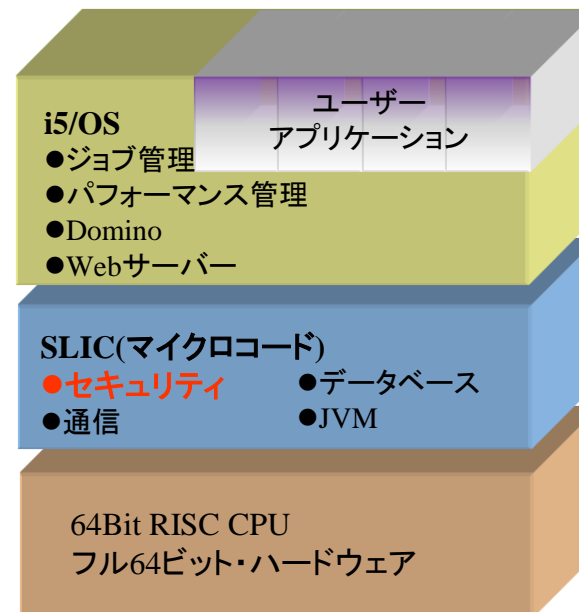 ユーザー
アプリケーション
i5/OS
●ジョブ管理
●パフォーマンス管理
●Domino
●Webサーバー
SLIC(マイクロコード)
●セキュリティ ●データベース
●通信 ●JVM
64Bit RISC CPU
フル64ビット・ハードウェア